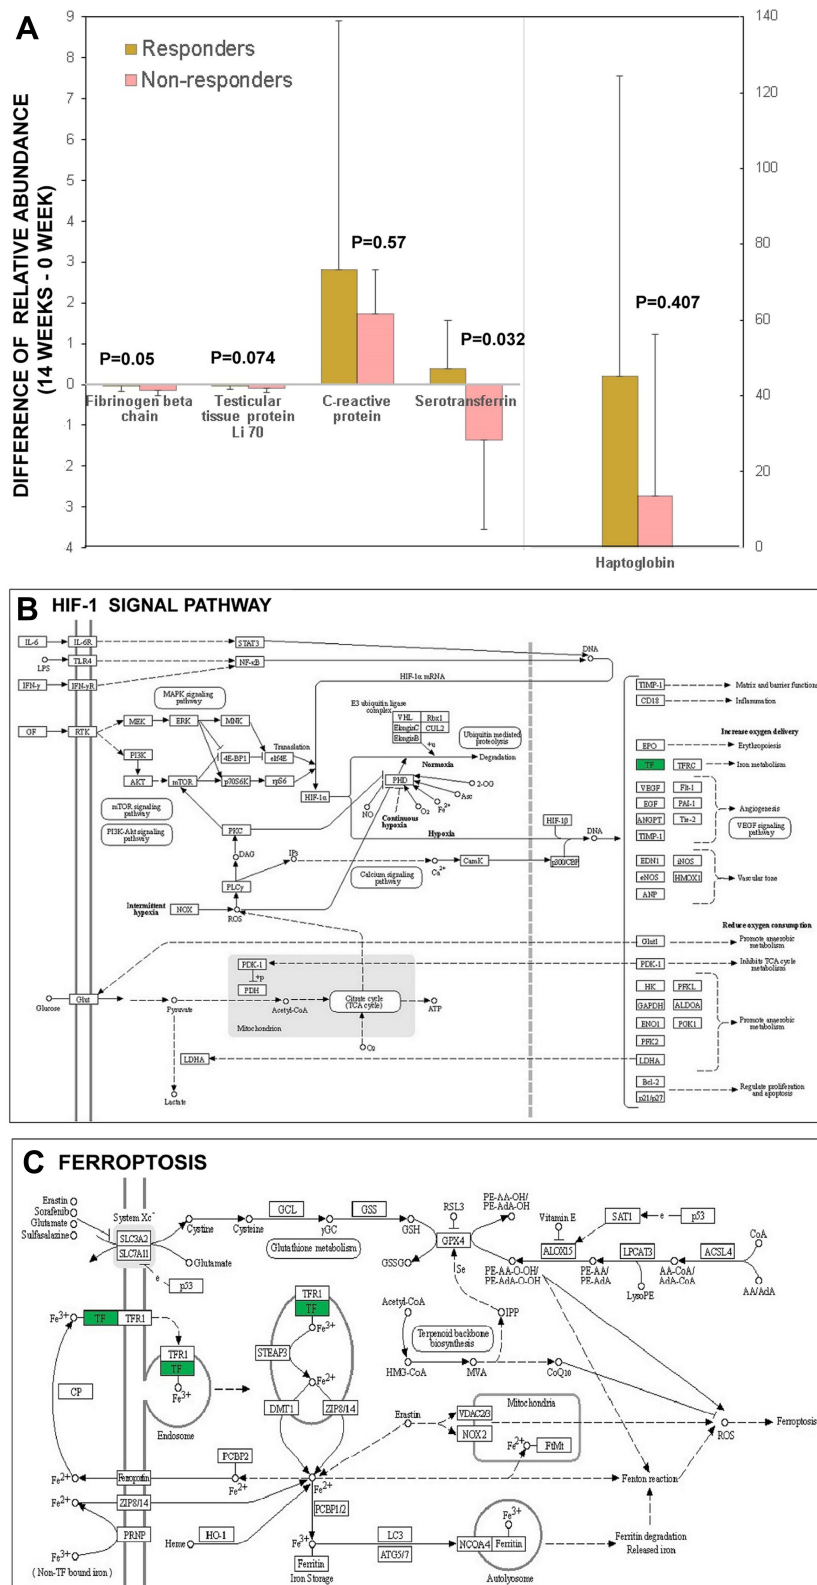 A
DIFFERENCE OF RELATIVE ABUNDANCE
(14 WEEKS - 0 WEEK)
9
8
7
6
5
4
3
2
1
0
1
2
3
4
Responders
Non-responders
P=0.05
P=0.074
P=0.57
P=0.032
P=0.407
Fibrinogen beta
chain
Testicular
tissue protein
Li 70
C-reactive
protein
Serotransferrin
Haptoglobin
140
120
100
80
60
40
20
0
B HIF-1 SIGNAL PATHWAY
IL-6 IL-6R STAT3 DNA
LPS TLR4 NF-κB
IFN-γ IFN-γR
HIF-1α mRNA
GF RTK
MAPK signaling
pathway
MEK ERK MNK
PI3K 4E-BP1 eIf4E
Translation
AKT mTOR p70S6K rpS6
HIF-1α
mTOR signaling
pathway
PI3K-Akt signaling
pathway
E3 ubiquitin ligase
complex
VHL Rbx1
ElonginC CUL2
ElonginB
+u
Ubiquitin mediated
proteolysis
Degradation
Normoxia
PHD
2-OG
Asc
Fe2+
O2
NO
Continuous
hypoxia
Hypoxia
HIF-1β
DNA
p300/CBP
PKC
DAG
IP3
Ca2+
CamK
Calcium signaling
pathway
PLCγ
Intermittent
hypoxia
NOX
ROS
TIMP-1 Matrix and barrier functions
CD18 Inflammation
Increase oxygen delivery
EPO Erythropoiesis
TF TFRC Iron metabolism
VEGF Flt-1
EGF PAI-1
ANGPT Tie-2
TIMP-1
Angiogenesis
VEGF signaling
pathway
EDN1 iNOS
eNOS HMOX1
ANP
Vascular tone
Reduce oxygen consumption
Glut1 Promote anaerobic
metabolism
PDK-1 Inhibits TCA cycle
metabolism
HK PFKL
GAPDH ALDOA
ENO1 PGK1
PFK2
LDHA
Promote anaerobic
metabolism
Bcl-2
p21/p27
Regulate proliferation
and apoptosis
PDK-1
+p
PDH
Glucose Glut Pyruvate Acetyl-CoA
Citrate cycle
(TCA cycle)
ATP
Mitochondrion
O2
LDHA
Lactate
C FERROPTOSIS
Erastin
Sorafenib
Glutamate
Sulfasalazine
System Xc-
SLC3A2
SLC7A11
e
p53
Cystine
Cysteine
GCL
γGC
GSS
GSH
Glutamate
Glutathione metabolism
RSL3
GPX4
GSSG
PE-AA-OH/
PE-AdA-OH
PE-AA-O-OH/
PE-AdA-O-OH
Vitamin E
ALOX15
SAT1
e
p53
PE-AA/
PE-AdA
LPCAT3
LysoPE
AA-CoA/
AdA-CoA
ACSL4
CoA
AA/AdA
Se
Fe3+
TF TFR1
TFR1
TF
Fe3+
Endosome
TFR1
TF
Fe3+
STEAP3
Fe2+
DMT1 ZIP8/14
Acetyl-CoA
IPP
Terpenoid backbone
biosynthesis
HMG-CoA
MVA
CoQ10
CP
Erastin
VDAC2/3
NOX2
Mitochondria
Fe2+
FtMt
ROS
Ferroptosis
PCBP2
Fe2+
Ferroportin
Fe2+
Fe2+
Fenton reaction
Fe2+
ZIP8/14
PRNP
Fe3+
( Non-TF bound iron )
Heme
HO-1
PCBP1/2
Fe3+
Ferritin
Iron Storage
LC3
ATG5/7
NCOA4 Ferritin
Fe3+
Autolysosome
Ferritin degradation
Released iron